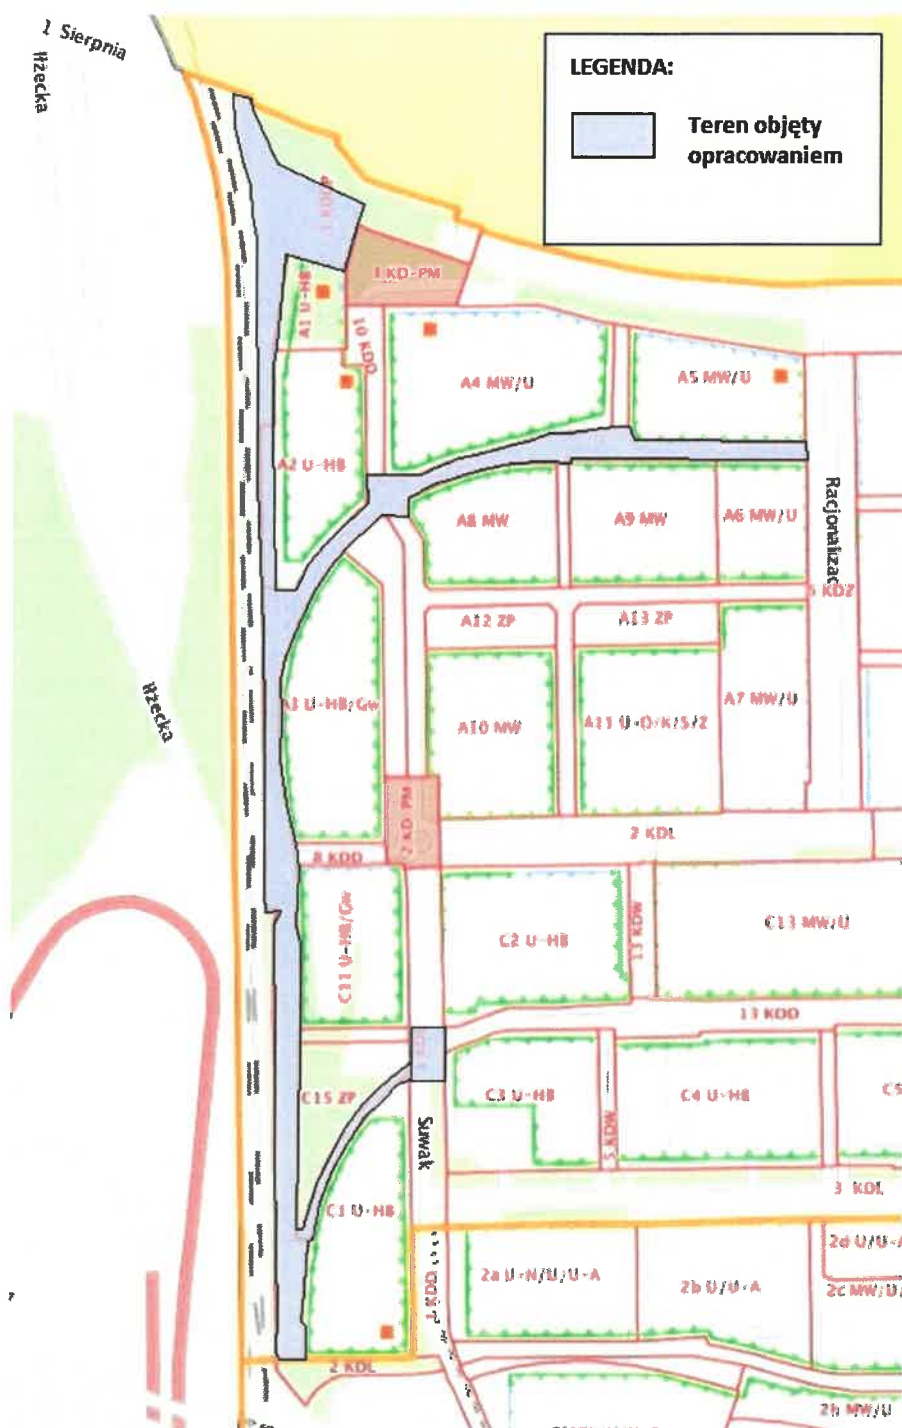 1 Sierpnia
Iłżecka
LEGENDA:
Teren objęty
opracowaniem
1 KD-PM
A1 U-HB
10 KDD
A4 MW/U
A5 MW/U
A2 U-HB
A8 MW
A9 MW
A6 MW/U
Racjonalizac
5 KDZ
A12 ZP
A13 ZP
Iłżecka
A3 U-HB/Gw
A10 MW
A11 U-O/K/S/Z
A7 MW/U
2 KD-PM
2 KDL
8 KDD
C11 U-HB/Gw
C2 U-HB
13 KDW
C13 MW/U
13 KDD
C15 ZP
C3 U-HB
C4 U-HB
C5
5 KDW
Suwak
3 KDL
C1 U-HB
2d U/U-A
2a U-N/U/U-A
2b U/U-A
2c MW/U/
1 KDD
2 KDL
2h MW/U